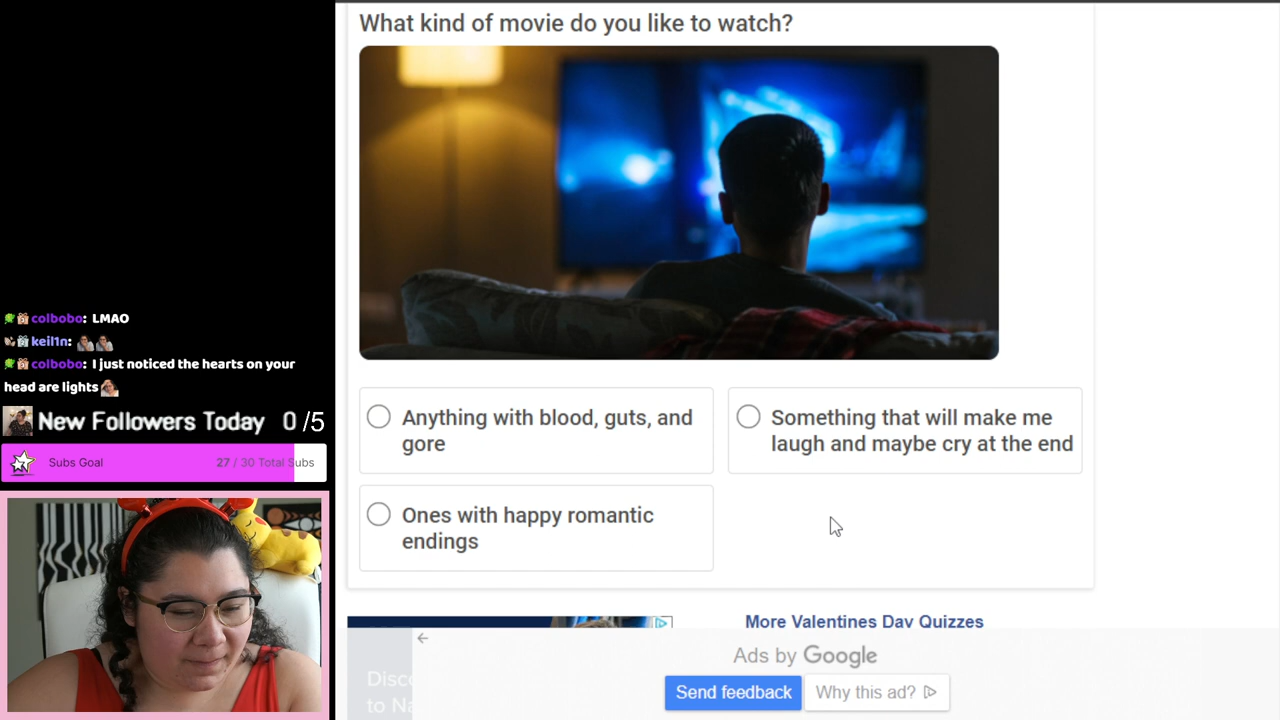 What kind of movie do you like to watch?
Anything with blood, guts, and
gore
Something that will make me
laugh and maybe cry at the end
Ones with happy romantic
endings
colbobo: LMAO
keil1n:
colbobo: I just noticed the hearts on your
head are lights
New Followers Today 0 /5
Subs Goal 27 / 30 Total Subs
More Valentines Day Quizzes
Ads by Google
Send feedback
Why this ad?